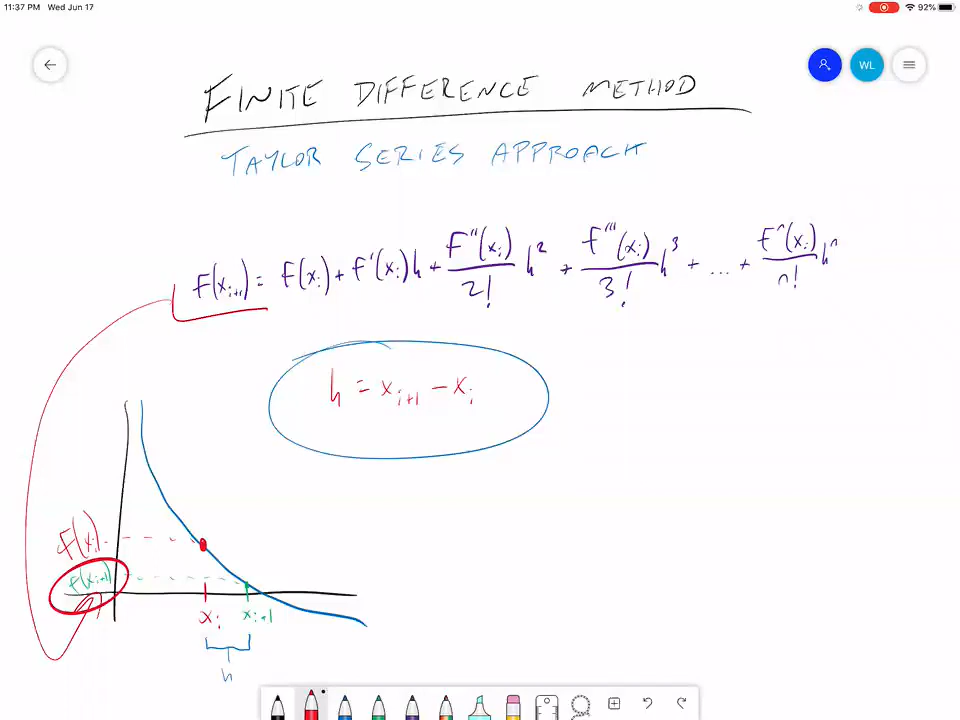 11:37 PM Wed Jun 17 92%
WL
FINITE DIFFERENCE METHOD
TAYLOR SERIES APPROACH
f(xᵢ₊₁) = f(xᵢ) + f'(xᵢ)h + f''(xᵢ)/2! h² + f'''(xᵢ)/3! h³ + ... + fⁿ(xᵢ)/n! hⁿ
h = xᵢ₊₁ - xᵢ
f(xᵢ)
f(xᵢ₊₁)
xᵢ xᵢ₊₁
h